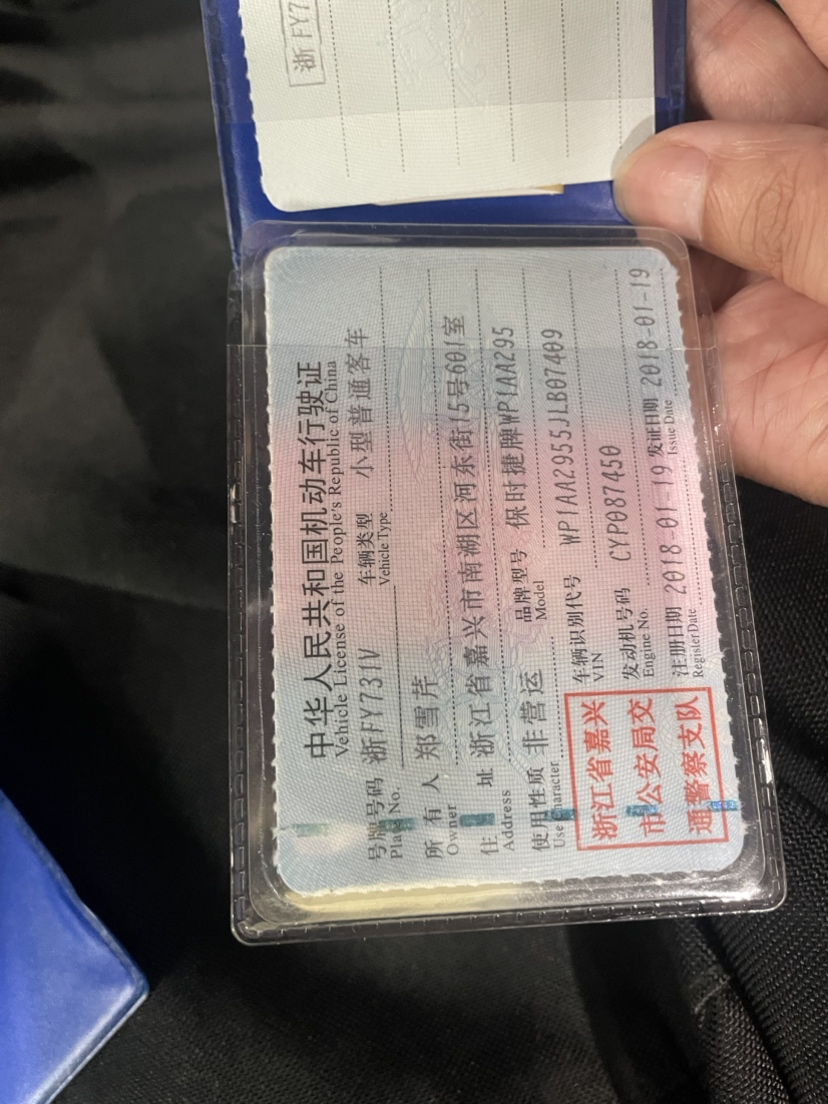 浙FY7
中华人民共和国机动车行驶证
Vehicle License of the People's Republic of China
号牌号码 浙FY731V 车辆类型 小型普通客车
Plate No. Vehicle Type
所有人 郑雪芹
Owner
住址 浙江省嘉兴市南湖区河东街15号601室
Address
使用性质 非营运 品牌型号 保时捷牌WP1AA295
Use Character Model
车辆识别代号 WP1AA2955JLB07409
VIN
发动机号码 CYP087450
Engine No.
注册日期 2018-01-19 发证日期 2018-01-19
Register Date Issue Date
浙江省嘉兴
市公安局交
通警察支队